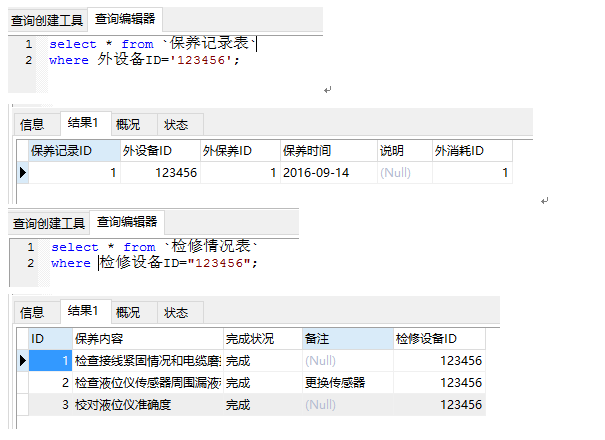 查询创建工具 查询编辑器
1 select * from `保养记录表`
2 where 外设备ID='123456';
信息 结果1 概况 状态
保养记录ID 外设备ID 外保养ID 保养时间 说明 外消耗ID
1 123456 1 2016-09-14 (Null) 1
查询创建工具 查询编辑器
1 select * from `检修情况表`
2 where 检修设备ID="123456";
信息 结果1 概况 状态
ID 保养内容 完成状况 备注 检修设备ID
1 检查接线紧固情况和电缆磨 完成 (Null) 123456
2 检查液位仪传感器周围漏液 完成 更换传感器 123456
3 校对液位仪准确度 完成 (Null) 123456